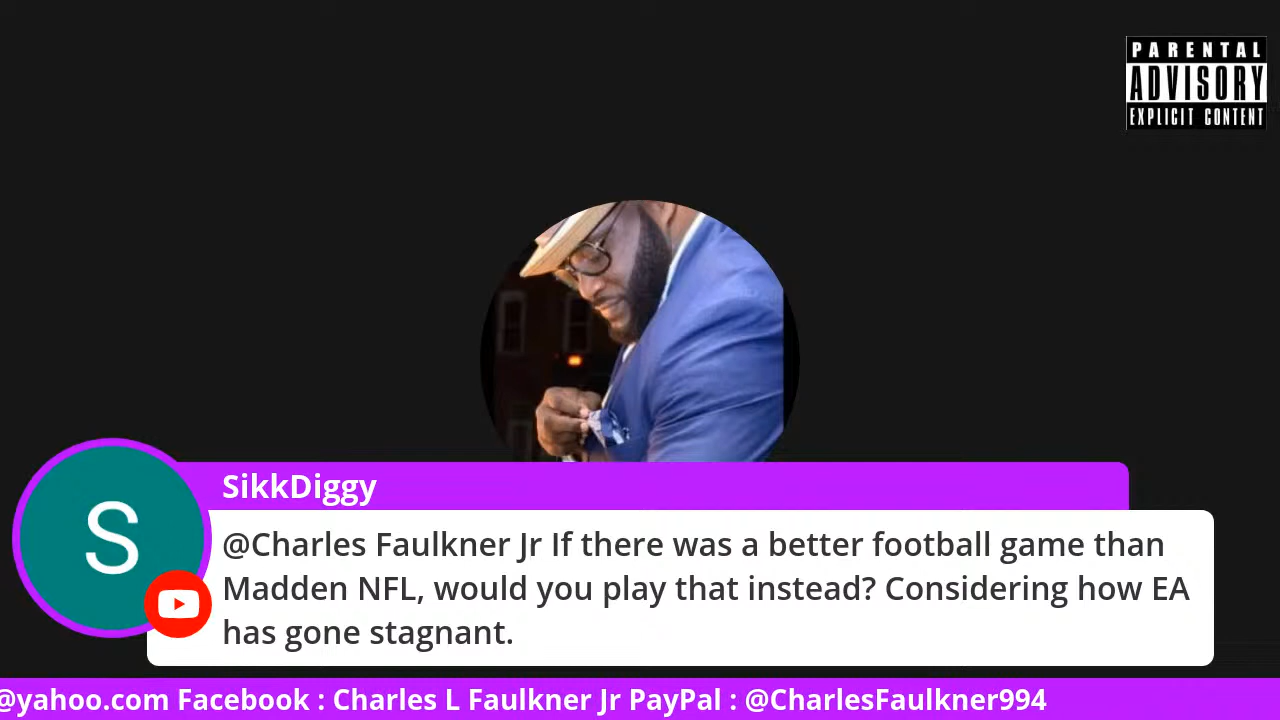 PARENTAL
ADVISORY
EXPLICIT CONTENT
SikkDiggy
S
@Charles Faulkner Jr If there was a better football game than
Madden NFL, would you play that instead? Considering how EA
has gone stagnant.
@yahoo.com Facebook : Charles L Faulkner Jr PayPal : @CharlesFaulkner994